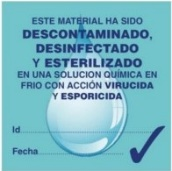 ESTE MATERIAL HA SIDO
DESCONTAMINADO,
DESINFECTADO
Y ESTERILIZADO
EN UNA SOLUCION QUÍMICA EN
FRIO CON ACCIÓN VIRUCIDA
Y ESPORICIDA
Id
Fecha